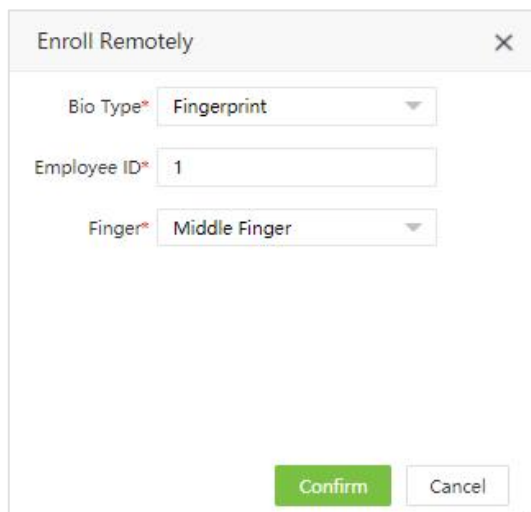 Enroll Remotely
Bio Type* Fingerprint
Employee ID* 1
Finger* Middle Finger
Confirm Cancel